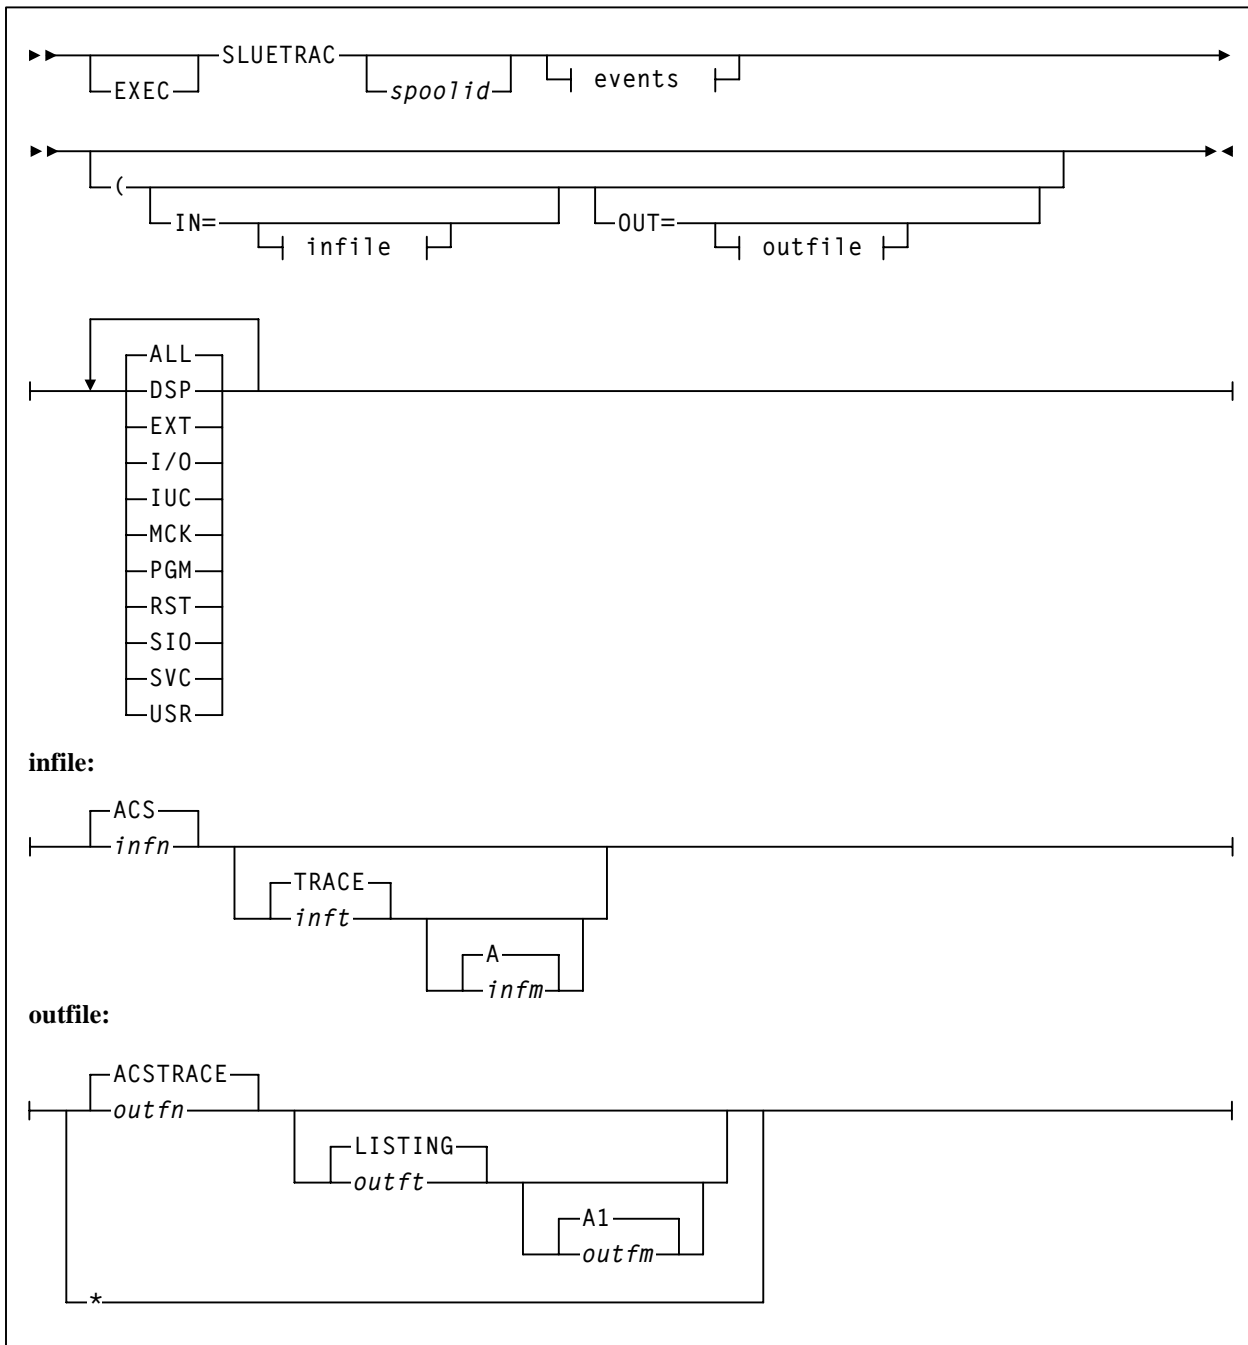 SLUETRAC
EXEC spoolid events
(
IN= OUT=
infile outfile
ALL
DSP
EXT
I/O
IUC
MCK
PGM
RST
SIO
SVC
USR
infile:
ACS
infn
TRACE
inft
A
infm
outfile:
ACSTRACE
outfn
LISTING
outft
A1
outfm
*